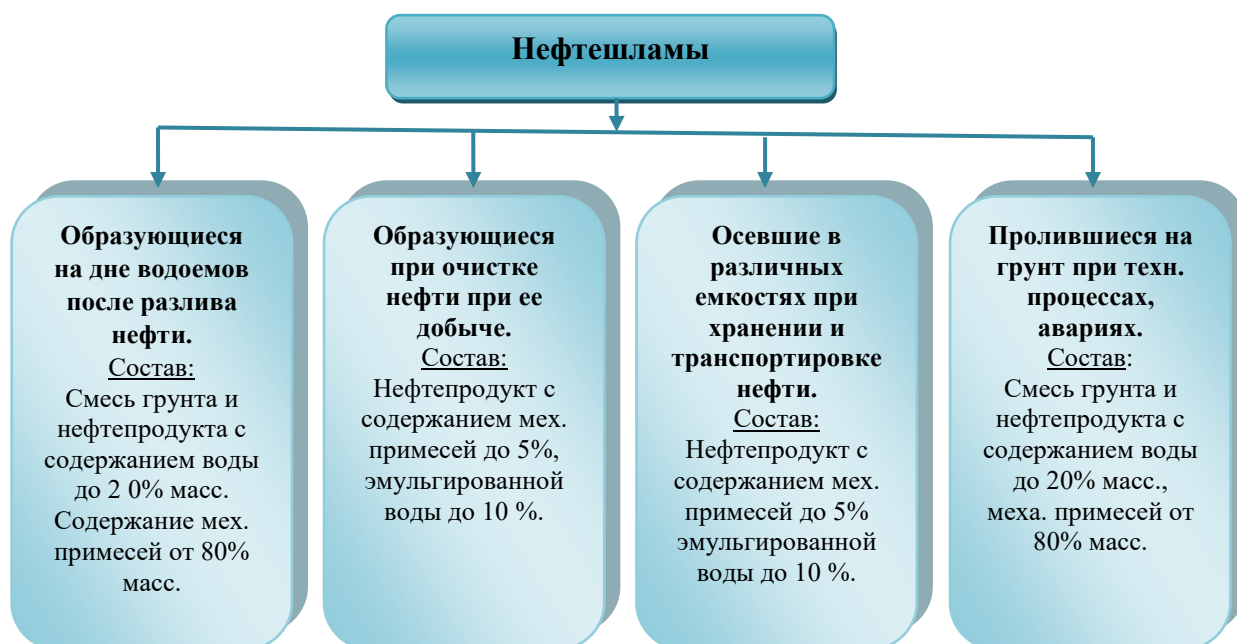 Нефтешламы
Образующиеся
на дне водоемов
после разлива
нефти.
Состав:
Смесь грунта и
нефтепродукта с
содержанием воды
до 2 0% масс.
Содержание мех.
примесей от 80%
масс.
Образующиеся
при очистке
нефти при ее
добыче.
Состав:
Нефтепродукт с
содержанием мех.
примесей до 5%,
эмульгированной
воды до 10 %.
Осевшие в
различных
емкостях при
хранении и
транспортировке
нефти.
Состав:
Нефтепродукт с
содержанием мех.
примесей до 5%
эмульгированной
воды до 10 %.
Пролившиеся на
грунт при техн.
процессах,
авариях.
Состав:
Смесь грунта и
нефтепродукта с
содержанием воды
до 20% масс.,
меха. примесей от
80% масс.